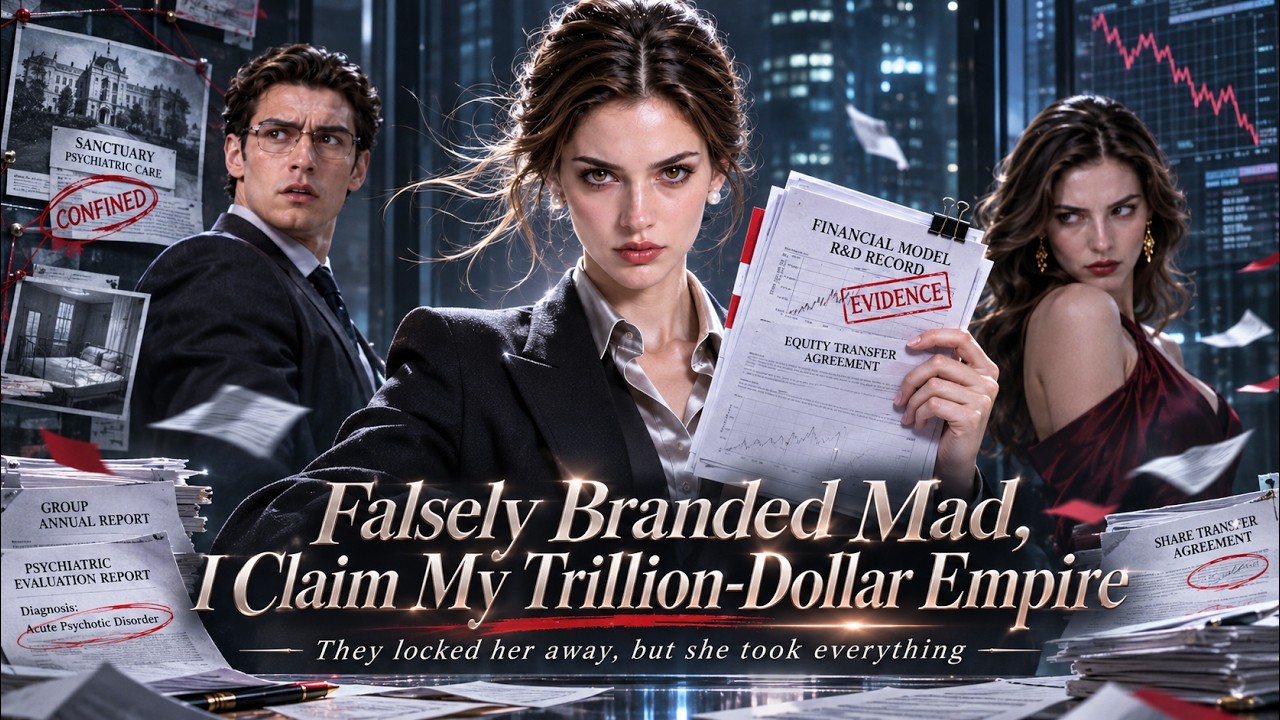 SANCTUARY
PSYCHIATRIC CARE
CONFINED
FINANCIAL MODEL
R&D RECORD
EVIDENCE
EQUITY TRANSFER
AGREEMENT
GROUP
ANNUAL REPORT
PSYCHIATRIC
EVALUATION REPORT
Diagnosis:
Acute Psychotic Disorder
SHARE TRANSFER
AGREEMENT
Falsely Branded Mad,
I Claim My Trillion-Dollar Empire
They locked her away, but she took everything